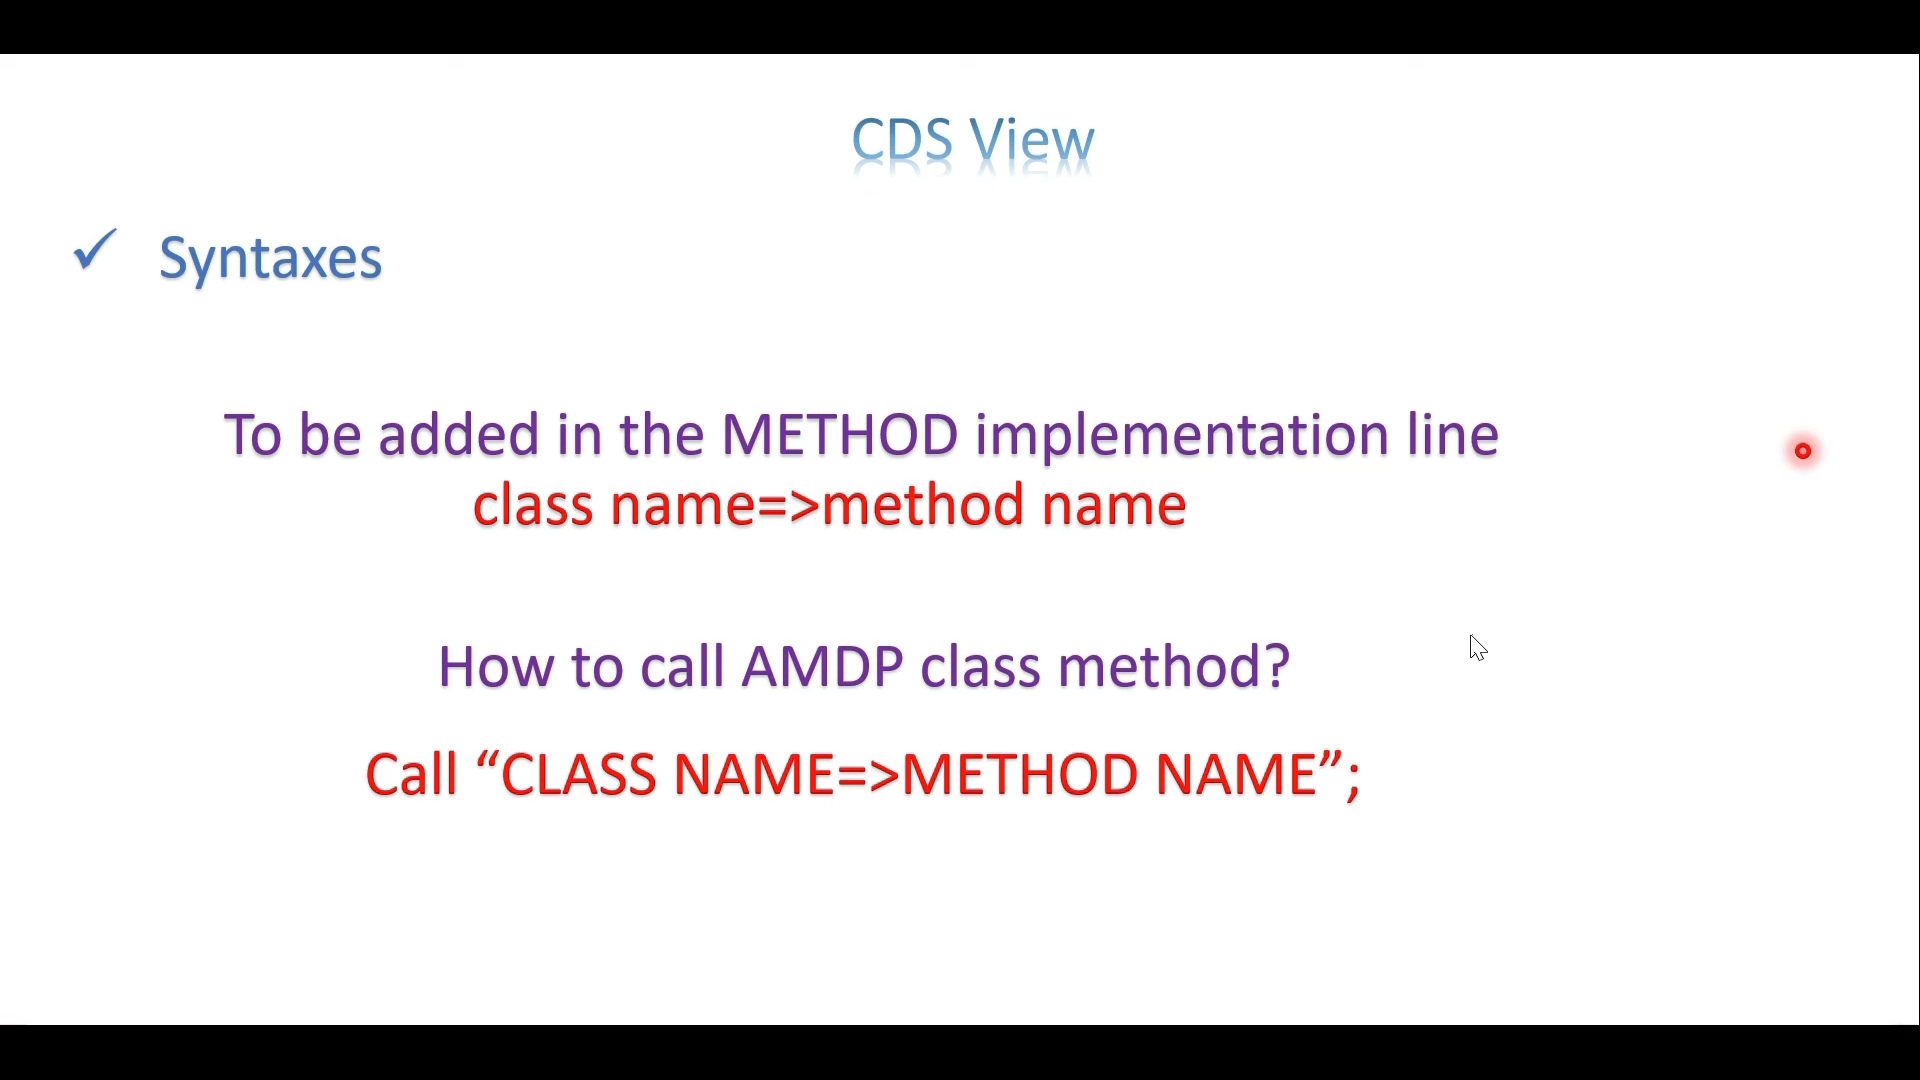 CDS View
✓ Syntaxes
To be added in the METHOD implementation line
class name=>method name
How to call AMDP class method?
Call “CLASS NAME=>METHOD NAME”;